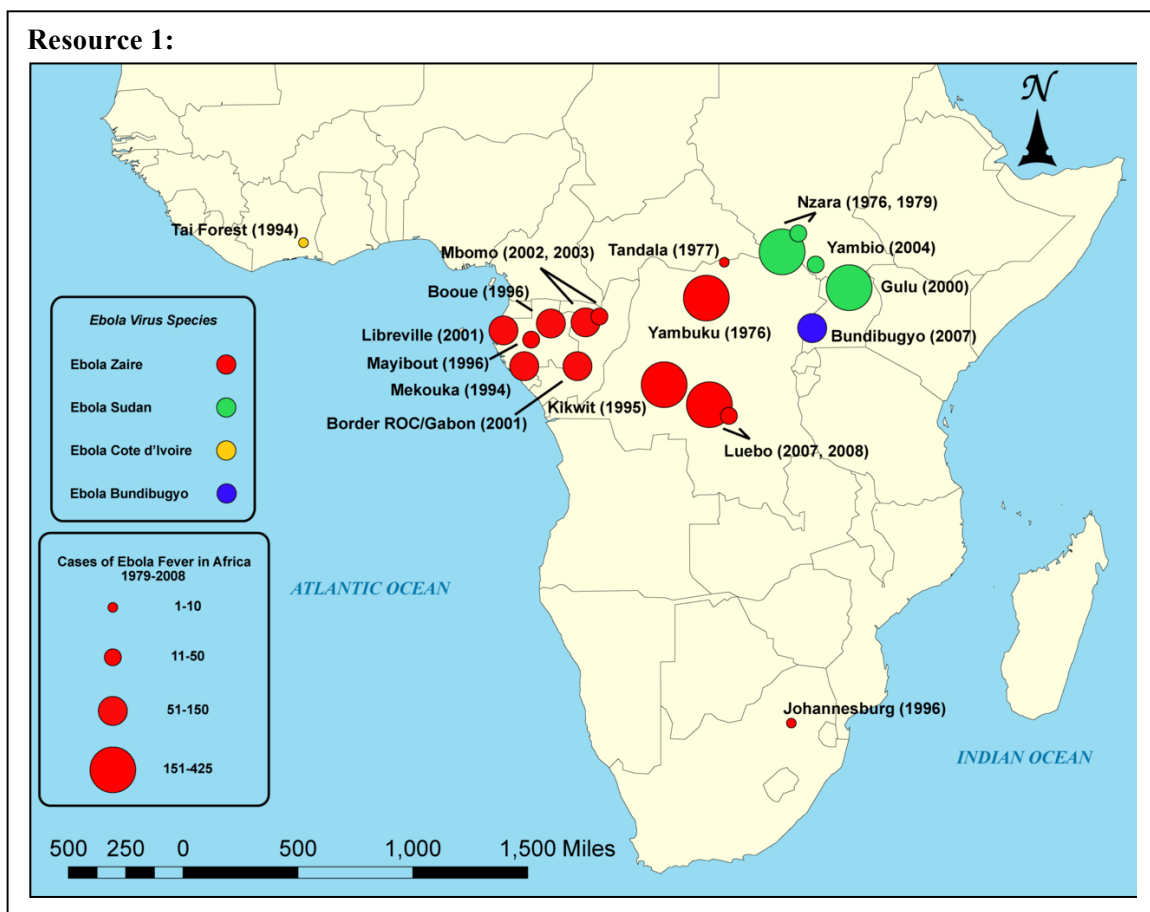 Resource 1:
N
Nzara (1976, 1979)
Tai Forest (1994)
Mbomo (2002, 2003)
Tandala (1977)
Yambio (2004)
Booue (1996)
Gulu (2000)
Libreville (2001)
Yambuku (1976)
Bundibugyo (2007)
Mayibout (1996)
Mekouka (1994)
Kikwit (1995)
Border ROC/Gabon (2001)
Luebo (2007, 2008)
Ebola Virus Species
Ebola Zaire
Ebola Sudan
Ebola Cote d'Ivoire
Ebola Bundibugyo
Cases of Ebola Fever in Africa
1979-2008
1-10
11-50
51-150
151-425
ATLANTIC OCEAN
Johannesburg (1996)
INDIAN OCEAN
500 250 0 500 1,000 1,500 Miles